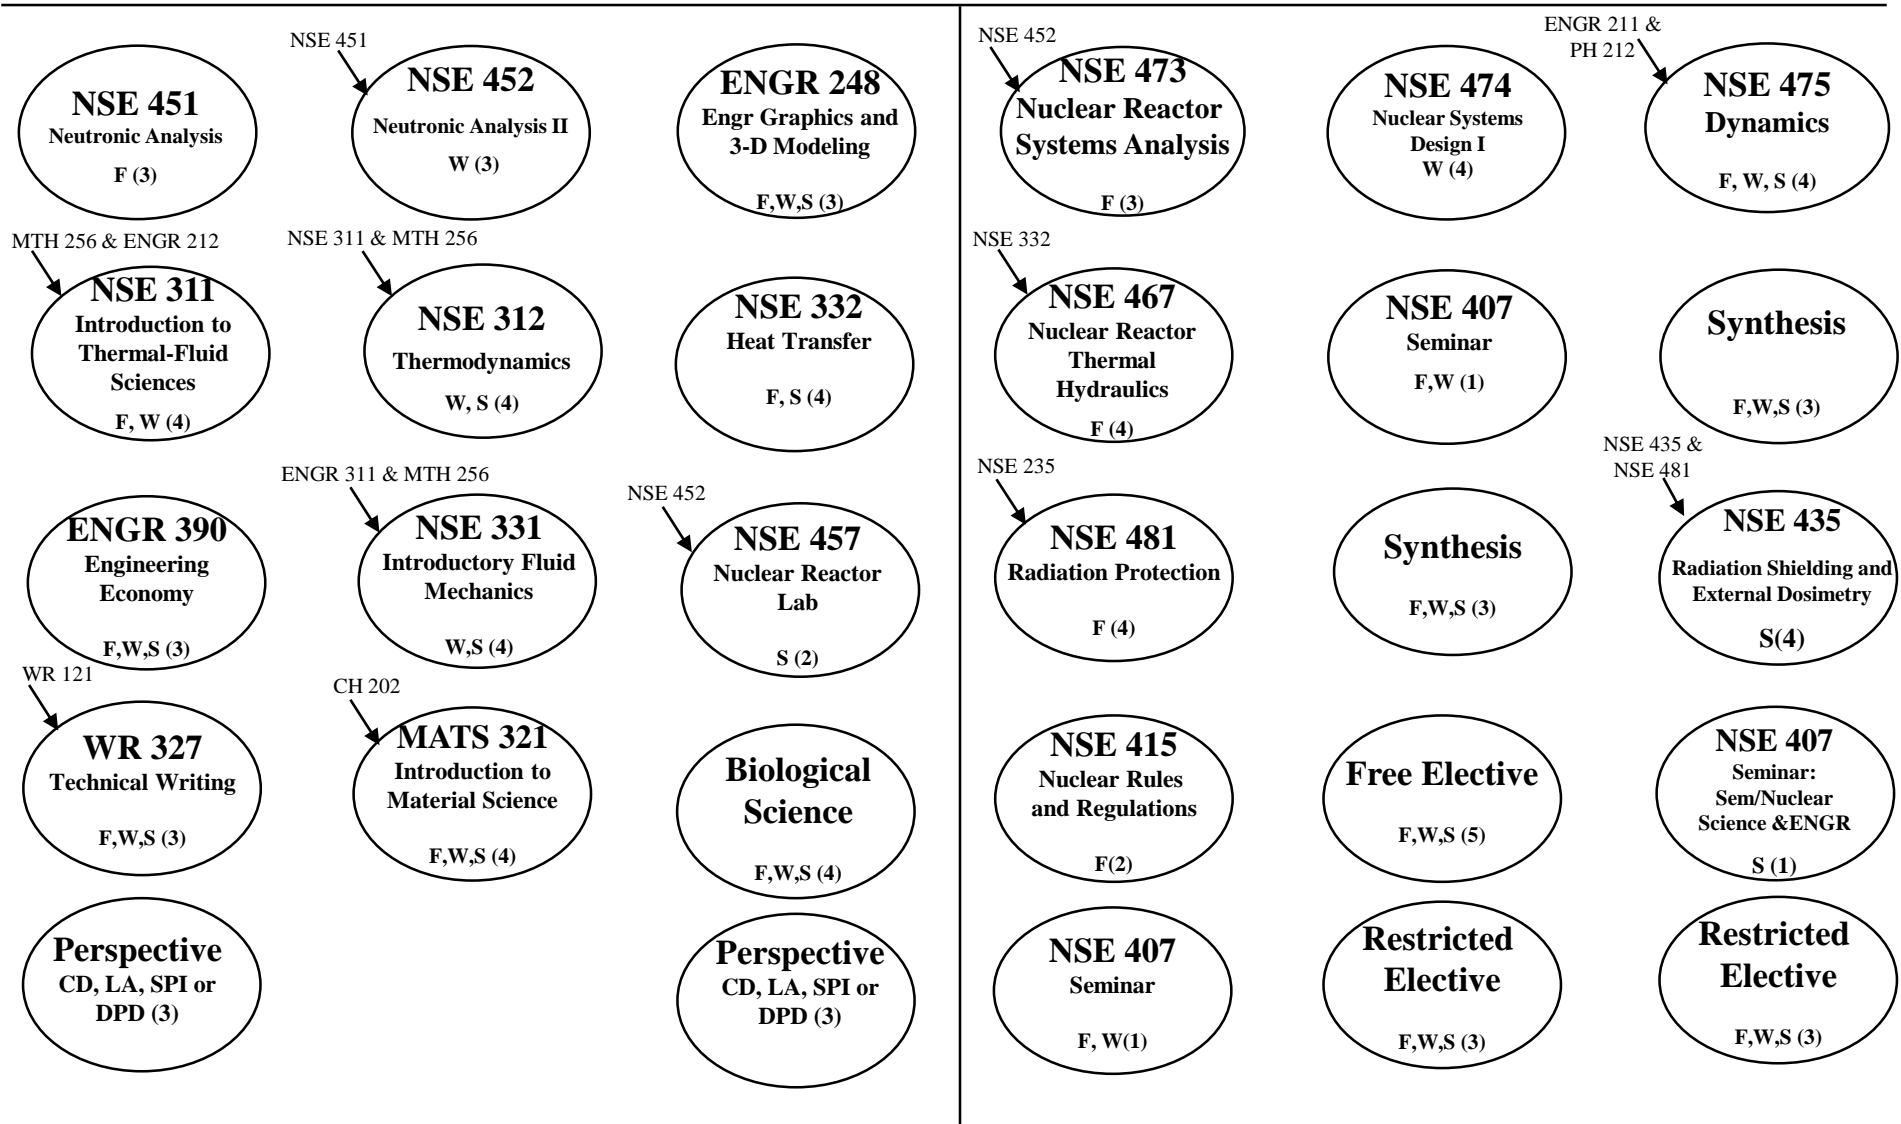 NSE 451
Neutronic Analysis
F (3)
NSE 451
NSE 452
Neutronic Analysis II
W (3)
ENGR 248
Engr Graphics and
3-D Modeling
F,W,S (3)
MTH 256 & ENGR 212
NSE 311
Introduction to
Thermal-Fluid
Sciences
F, W (4)
NSE 311 & MTH 256
NSE 312
Thermodynamics
W, S (4)
NSE 332
Heat Transfer
F, S (4)
ENGR 390
Engineering
Economy
F,W,S (3)
ENGR 311 & MTH 256
NSE 331
Introductory Fluid
Mechanics
W,S (4)
NSE 452
NSE 457
Nuclear Reactor
Lab
S (2)
WR 121
WR 327
Technical Writing
F,W,S (3)
CH 202
MATS 321
Introduction to
Material Science
F,W,S (4)
Biological
Science
F,W,S (4)
Perspective
CD, LA, SPI or
DPD (3)
Perspective
CD, LA, SPI or
DPD (3)
NSE 452
NSE 473
Nuclear Reactor
Systems Analysis
F (3)
NSE 474
Nuclear Systems
Design I
W (4)
ENGR 211 &
PH 212
NSE 475
Dynamics
F, W, S (4)
NSE 332
NSE 467
Nuclear Reactor
Thermal
Hydraulics
F (4)
NSE 407
Seminar
F,W (1)
Synthesis
F,W,S (3)
NSE 235
NSE 481
Radiation Protection
F (4)
Synthesis
F,W,S (3)
NSE 435 &
NSE 481
NSE 435
Radiation Shielding and
External Dosimetry
S(4)
NSE 415
Nuclear Rules
and Regulations
F(2)
Free Elective
F,W,S (5)
NSE 407
Seminar:
Sem/Nuclear
Science &ENGR
S (1)
NSE 407
Seminar
F, W(1)
Restricted
Elective
F,W,S (3)
Restricted
Elective
F,W,S (3)